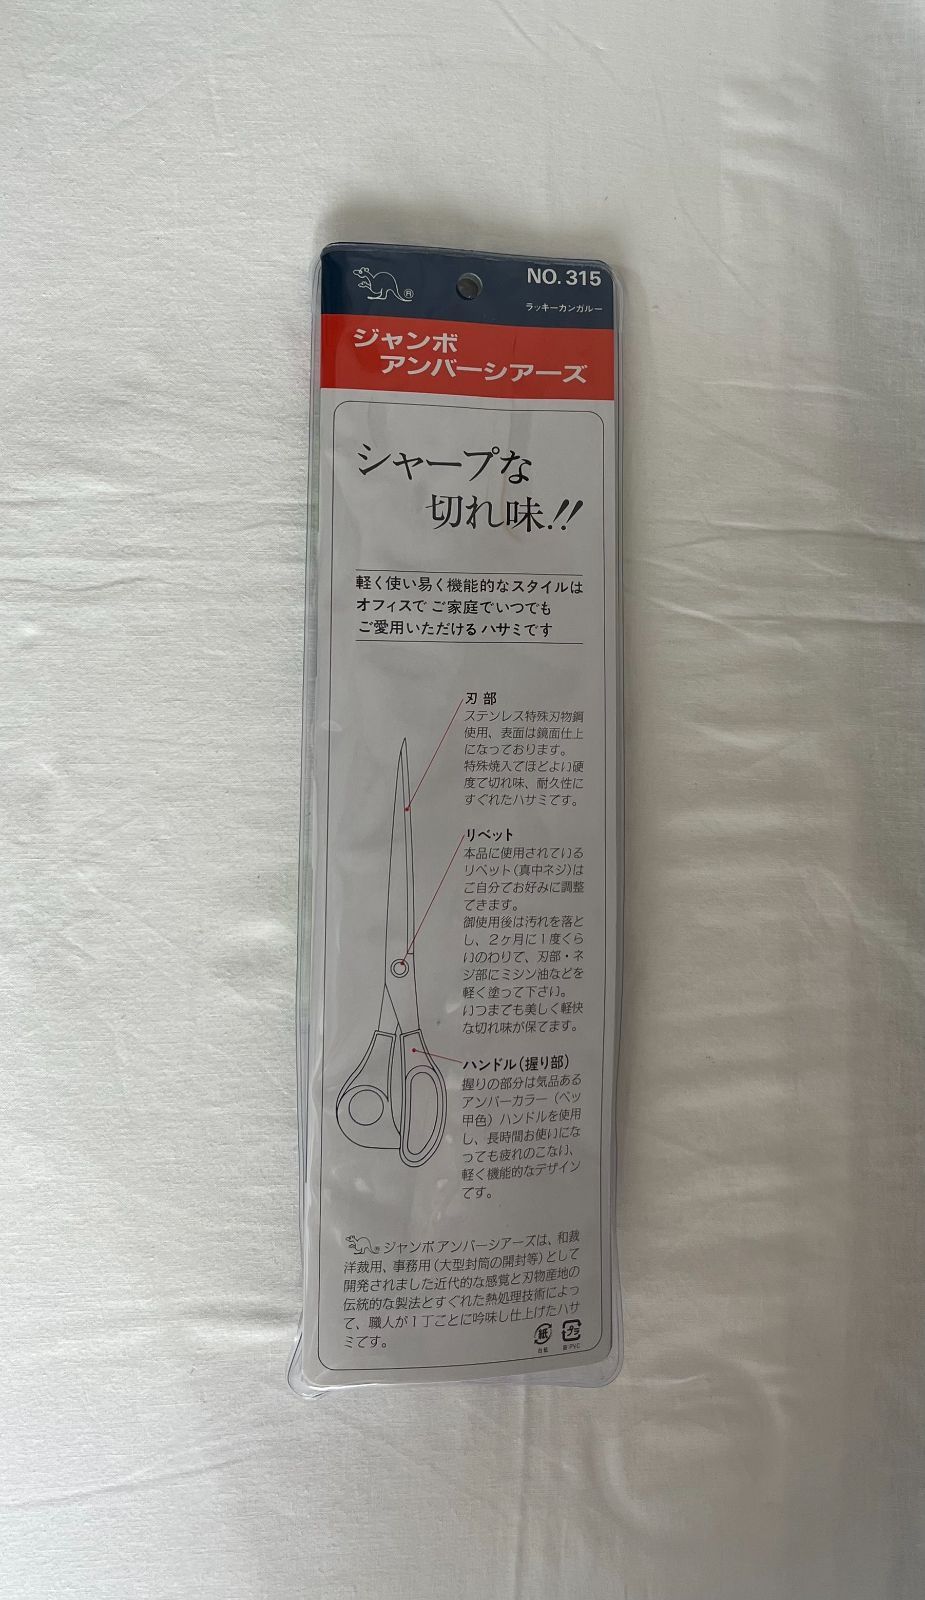 NO. 315
®
ラッキーカンガルー
ジャンボ
アンバーシアーズ
シャープな
切れ味!!
軽く使い易く機能的なスタイルは
オフィスで ご家庭でいつでも
ご愛用いただける ハサミです
刃部
ステンレス特殊刃物鋼
使用、表面は鏡面仕上
になっております。
特殊焼入でほどよい硬
度で切れ味、耐久性に
すぐれたハサミです。
リベット
本品に使用されている
リベット(真中ネジ)は
ご自分でお好みに調整
できます。
御使用後は汚れを落と
し、2ヶ月に1度くら
いのわりで、刃部・ネ
ジ部にミシン油などを
軽く塗って下さい。
いつまでも美しく軽快
な切れ味が保てます。
ハンドル(握り部)
握りの部分は気品ある
アンバーカラー(ベッ
甲色)ハンドルを使用
し、長時間お使いにな
っても疲れのこない、
軽く機能的なデザイン
です。
®ジャンボアンバーシアーズは、和裁
洋裁用、事務用(大型封筒の開封等)として
開発されました近代的な感覚と刃物産地の
伝統的な製法とすぐれた熱処理技術によっ
て、職人が1丁ごとに吟味し仕上げたハサ
ミです。
紙 プラ
台紙 袋:PVC